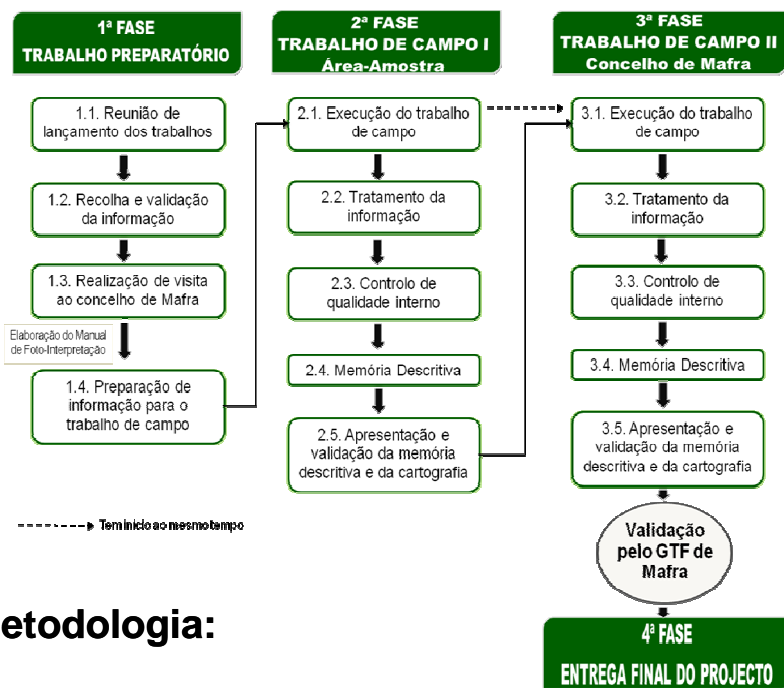 1ª FASE
TRABALHO PREPARATÓRIO
1.1. Reunião de
lançamento dos trabalhos
1.2. Recolha e validação
da informação
1.3. Realização de visita
ao concelho de Mafra
Elaboração do Manual
de Foto-Interpretação
1.4. Preparação de
informação para o
trabalho de campo
2ª FASE
TRABALHO DE CAMPO I
Área-Amostra
2.1. Execução do trabalho
de campo
2.2. Tratamento da
informação
2.3. Controlo de
qualidade interno
2.4. Memória Descritiva
2.5. Apresentação e
validação da memória
descritiva e da cartografia
3ª FASE
TRABALHO DE CAMPO II
Concelho de Mafra
3.1. Execução do trabalho
de campo
3.2. Tratamento da
informação
3.3. Controlo de
qualidade interno
3.4. Memória Descritiva
3.5. Apresentação e
validação da memória
descritiva e da cartografia
Validação
pelo GTF de
Mafra
4ª FASE
ENTREGA FINAL DO PROJECTO
Tem inicio ao mesmo tempo
etodologia: